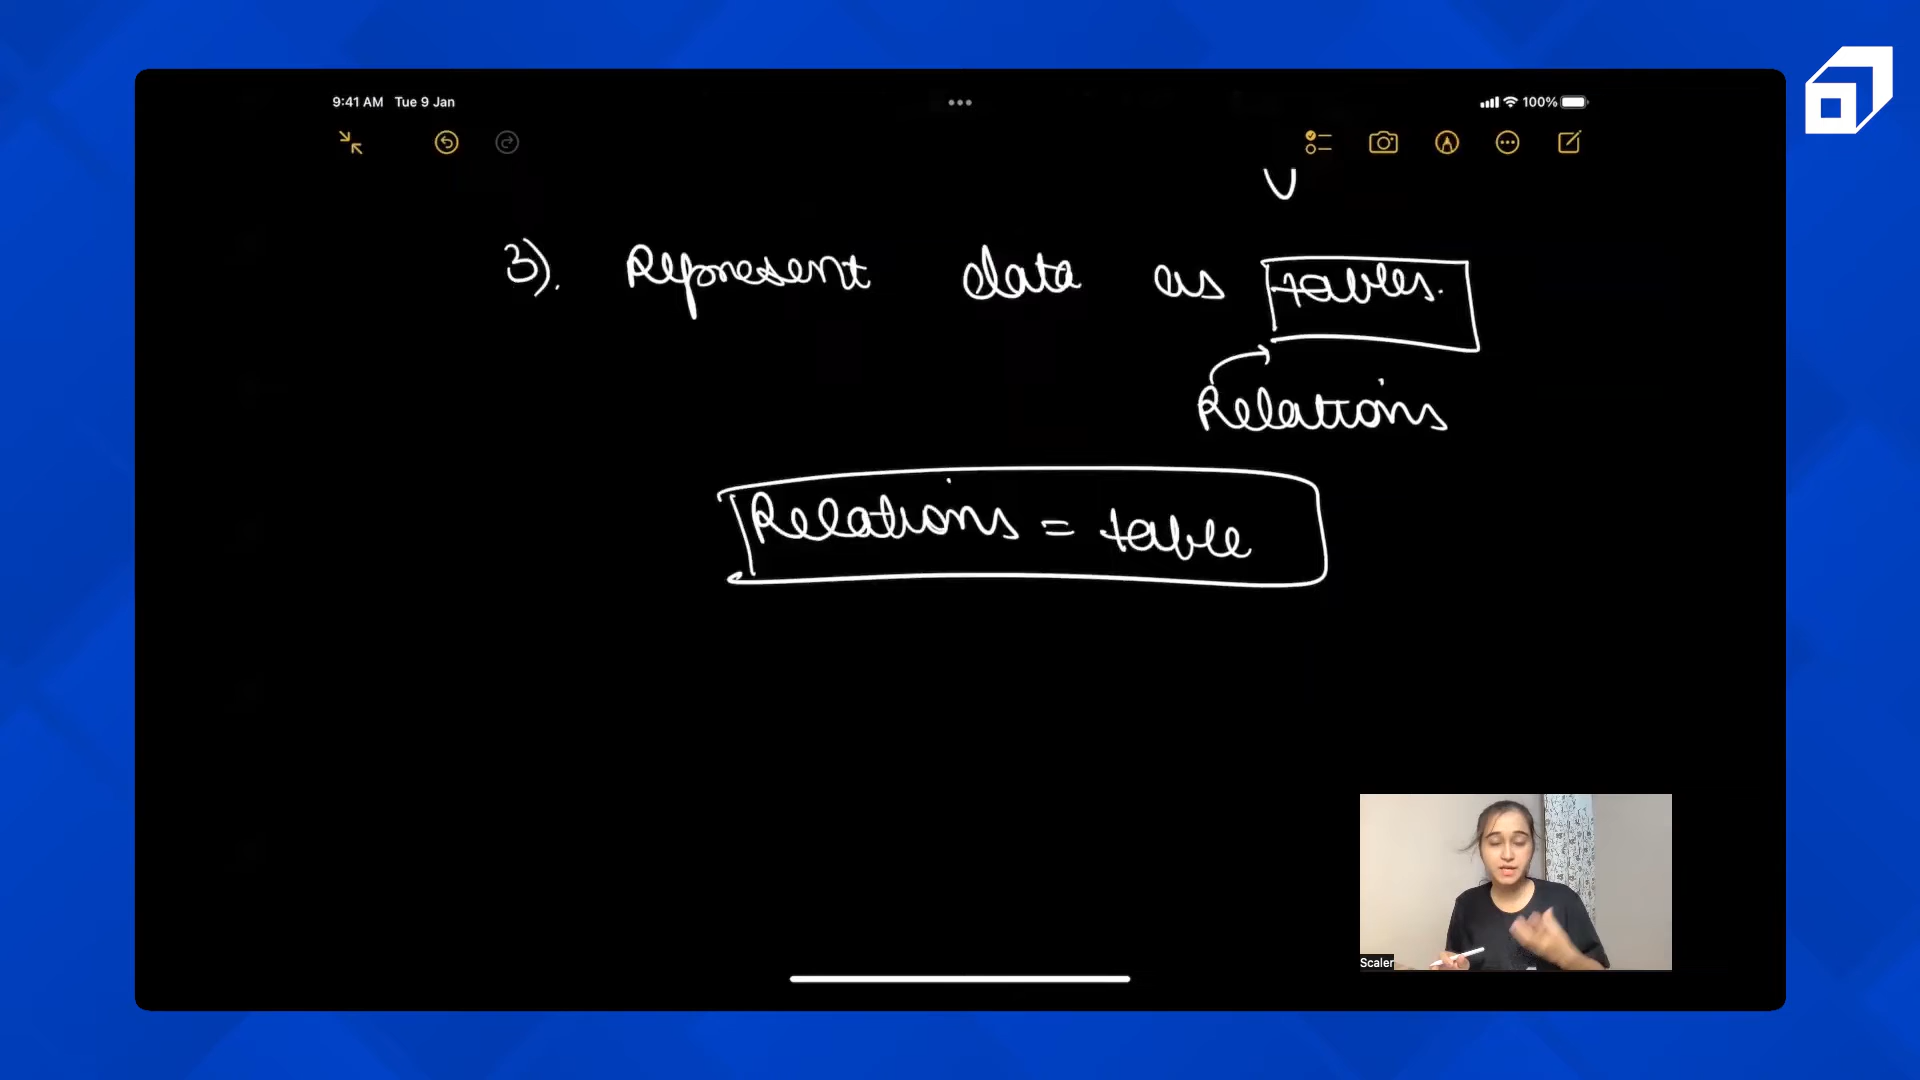 9:41 AM Tue 9 Jan
100%
3). Represent data as tables.
Relations
Relations = table
Scaler